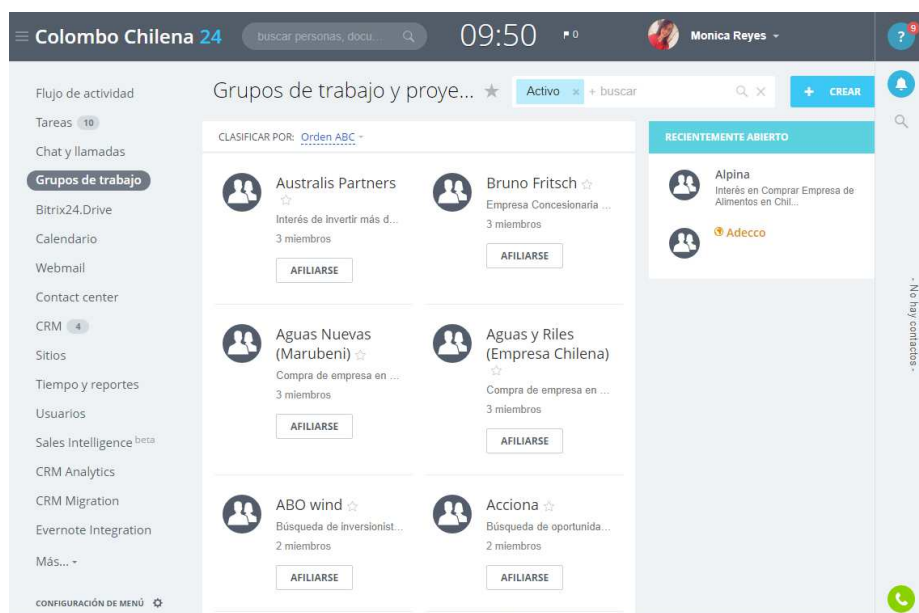 Colombo Chilena 24
buscar personas, docu...
09:50
0
Monica Reyes
?
9
Flujo de actividad
Tareas 10
Chat y llamadas
Grupos de trabajo
Bitrix24.Drive
Calendario
Webmail
Contact center
CRM 4
Sitios
Tiempo y reportes
Usuarios
Sales Intelligence beta
CRM Analytics
CRM Migration
Evernote Integration
Más...
CONFIGURACIÓN DE MENÚ
Grupos de trabajo y proye...
Activo × + buscar
+ CREAR
CLASIFICAR POR: Orden ABC
Australis Partners
Interés de invertir más d...
3 miembros
AFILIARSE
Bruno Fritsch
Empresa Concesionaria ...
3 miembros
AFILIARSE
Aguas Nuevas
(Marubeni)
Compra de empresa en ...
3 miembros
AFILIARSE
Aguas y Riles
(Empresa Chilena)
Compra de empresa en ...
3 miembros
AFILIARSE
ABO wind
Búsqueda de inversionist...
2 miembros
AFILIARSE
Acciona
Búsqueda de oportunida...
2 miembros
AFILIARSE
RECIENTEMENTE ABIERTO
Alpina
Interés en Comprar Empresa de
Alimentos en Chil...
Adecco
- No hay contactos -